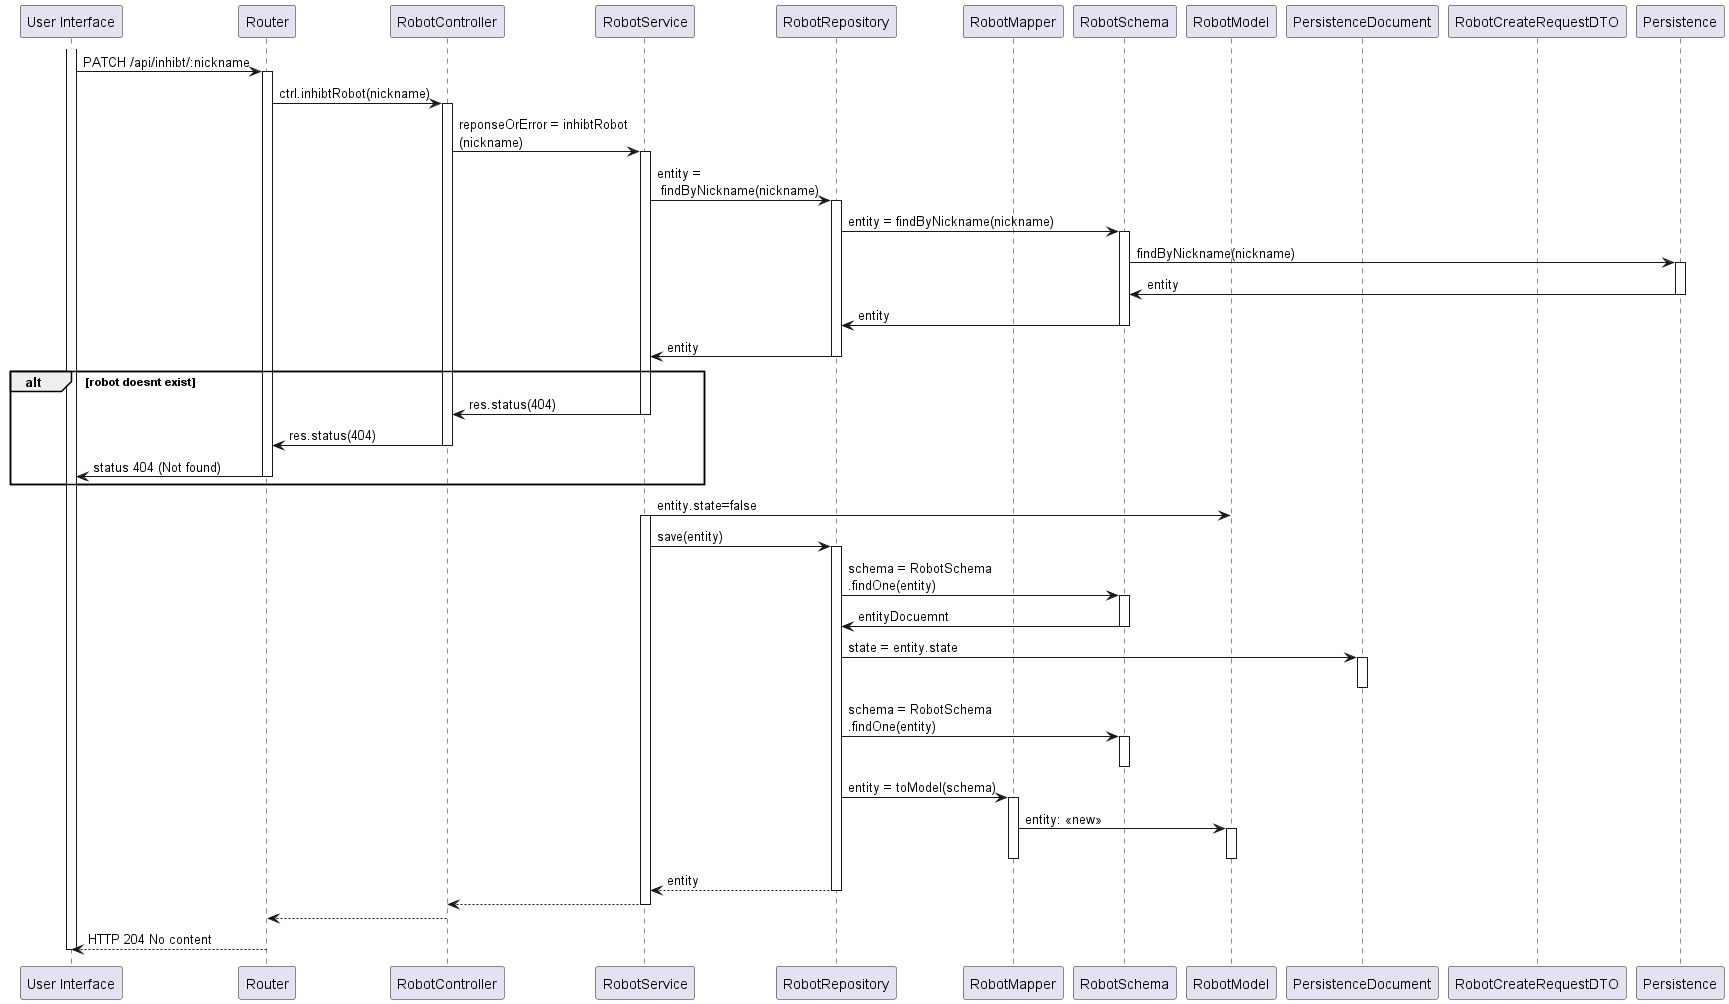 User Interface
Router
RobotController
RobotService
RobotRepository
RobotMapper
RobotSchema
RobotModel
PersistenceDocument
RobotCreateRequestDTO
Persistence
PATCH /api/inhibt/:nickname
ctrl.inhibtRobot(nickname)
reponseOrError = inhibtRobot
(nickname)
entity =
findByNickname(nickname)
entity = findByNickname(nickname)
findByNickname(nickname)
entity
entity
entity
alt
[robot doesnt exist]
res.status(404)
res.status(404)
status 404 (Not found)
entity.state=false
save(entity)
schema = RobotSchema
.findOne(entity)
entityDocuemnt
state = entity.state
schema = RobotSchema
.findOne(entity)
entity = toModel(schema)
entity: «new»
entity
HTTP 204 No content
User Interface
Router
RobotController
RobotService
RobotRepository
RobotMapper
RobotSchema
RobotModel
PersistenceDocument
RobotCreateRequestDTO
Persistence